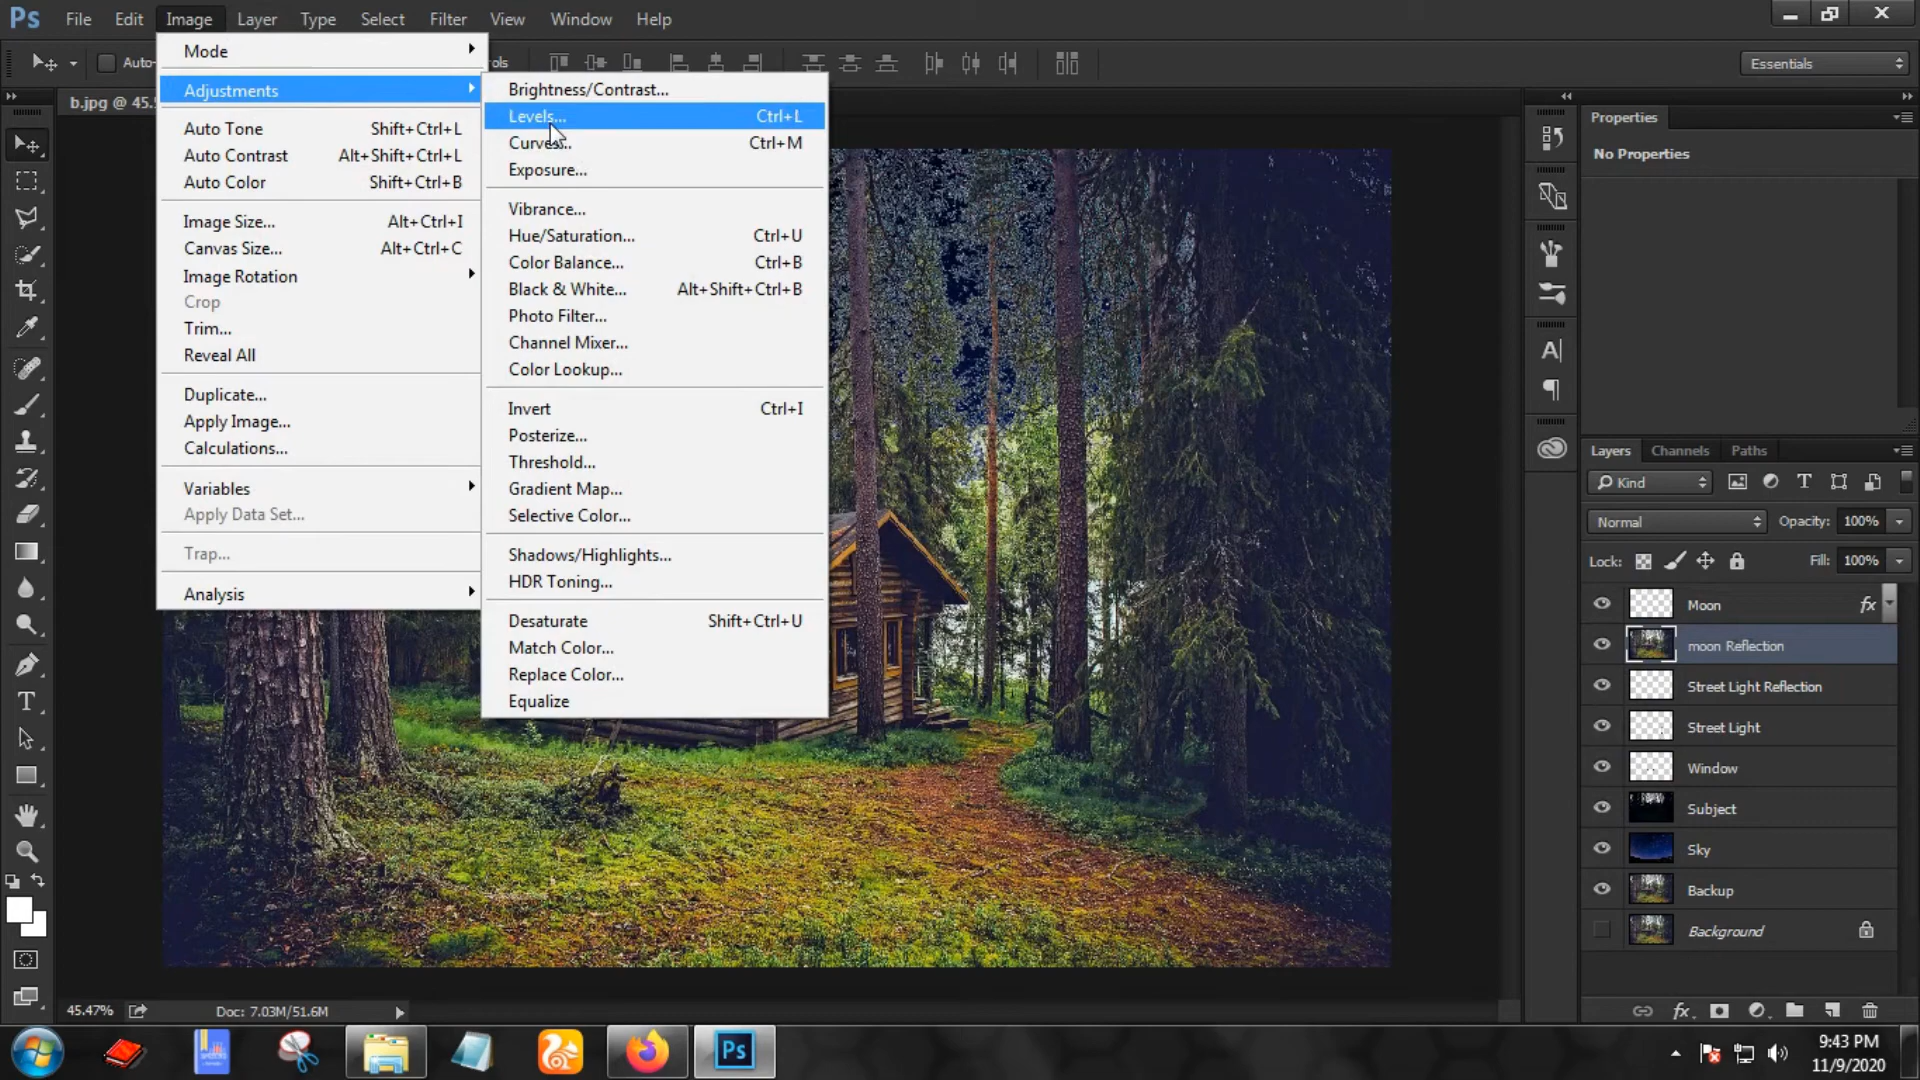 Ps File Edit Image Layer Type Select Filter View Window Help
Mode
Auto-
ols
Essentials
Adjustments
Brightness/Contrast...
b.jpg @ 45.
Levels... Ctrl+L
Properties
Auto Tone Shift+Ctrl+L
Curves... Ctrl+M
Auto Contrast Alt+Shift+Ctrl+L
No Properties
Exposure...
Auto Color Shift+Ctrl+B
Vibrance...
Image Size... Alt+Ctrl+I
Hue/Saturation... Ctrl+U
Canvas Size... Alt+Ctrl+C
Color Balance... Ctrl+B
Image Rotation
Black & White... Alt+Shift+Ctrl+B
Crop
Photo Filter...
Trim...
Channel Mixer...
Reveal All
Color Lookup...
Duplicate...
Invert Ctrl+I
Apply Image...
Posterize...
Calculations...
Layers Channels Paths
Threshold...
Kind
Variables
Gradient Map...
Apply Data Set...
Selective Color...
Normal Opacity: 100%
Trap...
Shadows/Highlights...
Lock: Fill: 100%
HDR Toning...
Analysis
Moon fx
Desaturate Shift+Ctrl+U
Match Color...
moon Reflection
Replace Color...
Street Light Reflection
Equalize
Street Light
Window
Subject
Sky
Backup
Background
45.47% Doc: 7.03M/51.6M
fx
Ps
9:43 PM
11/9/2020